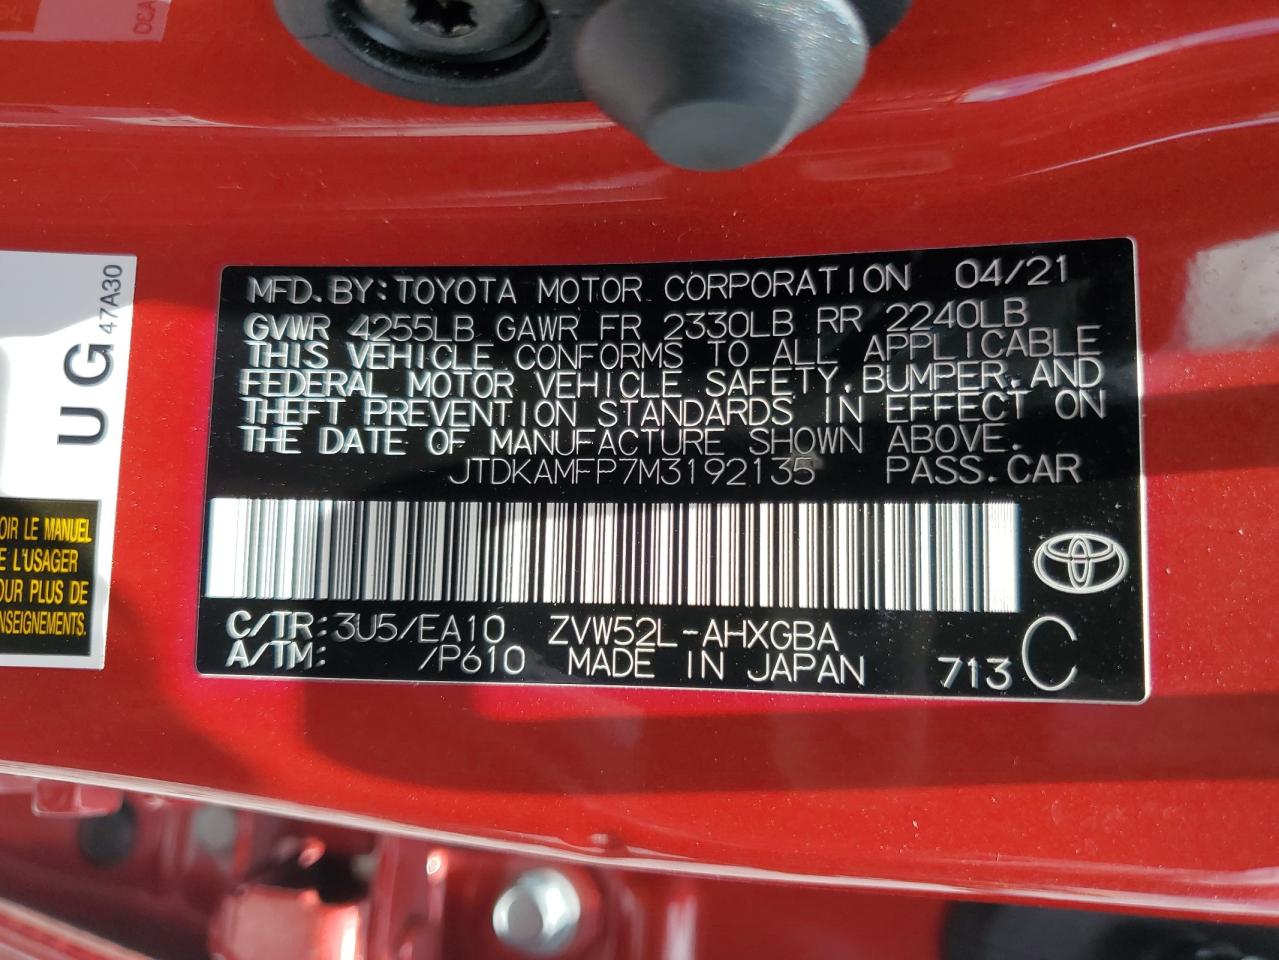 MFD.BY:TOYOTA MOTOR CORPORATION 04/21
GVWR 4255LB GAWR FR 2330LB RR 2240LB
THIS VEHICLE CONFORMS TO ALL APPLICABLE
FEDERAL MOTOR VEHICLE SAFETY,BUMPER,AND
THEFT PREVENTION STANDARDS IN EFFECT ON
THE DATE OF MANUFACTURE SHOWN ABOVE.
JTDKAMFP7M3192135 PASS.CAR
C/TR:3U5/EA10 ZVW52L-AHXGBA
A/TM: /P610 MADE IN JAPAN 713 C
UG
47A30
OIR LE MANUEL
E L'USAGER
OUR PLUS DE
NSEIGNEMENTS.